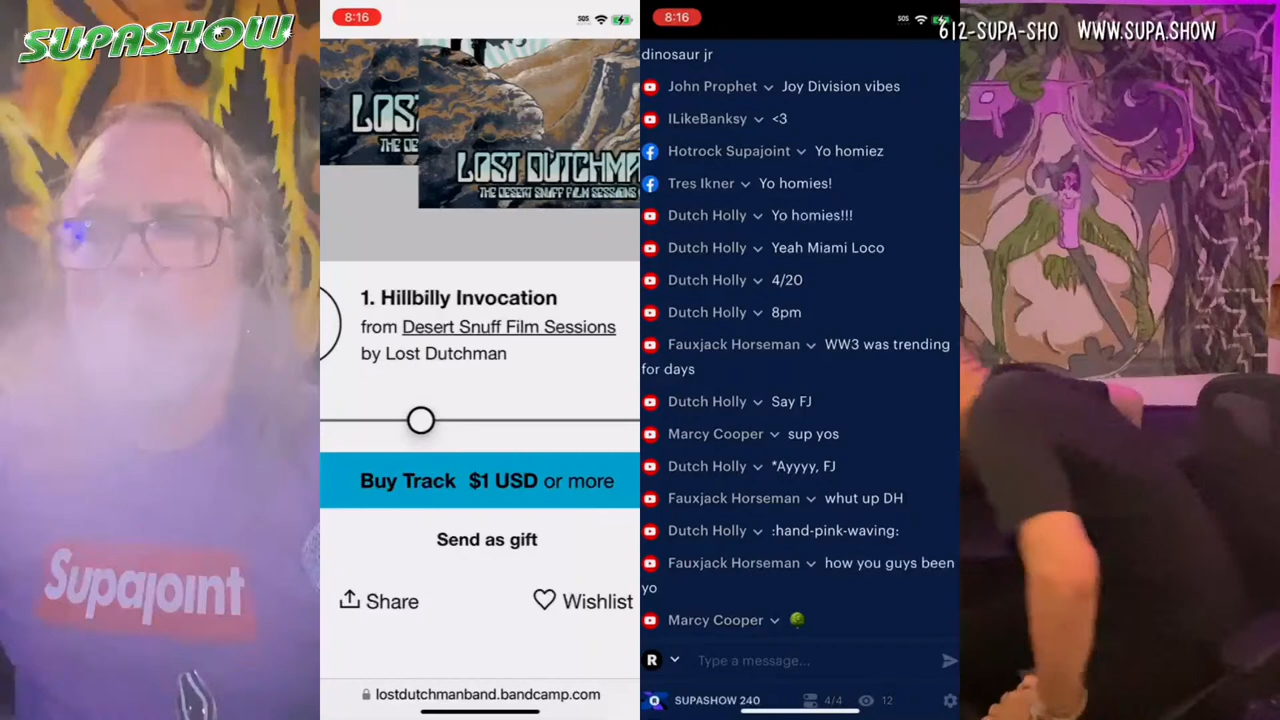 SUPASHOW
Supajoint
8:16
SOS
LOS
THE DE
LOST DUTCHMA
THE DESERT SNUFF FILM SESSIONS
1. Hillbilly Invocation
from Desert Snuff Film Sessions
by Lost Dutchman
Buy Track $1 USD or more
Send as gift
Share
Wishlist
lostdutchmanband.bandcamp.com
8:16
SOS
dinosaur jr
John Prophet Joy Division vibes
ILikeBanksy <3
Hotrock Supajoint Yo homiez
Tres Ikner Yo homies!
Dutch Holly Yo homies!!!
Dutch Holly Yeah Miami Loco
Dutch Holly 4/20
Dutch Holly 8pm
Fauxjack Horseman WW3 was trending
for days
Dutch Holly Say FJ
Marcy Cooper sup yos
Dutch Holly *Ayyyy, FJ
Fauxjack Horseman whut up DH
Dutch Holly :hand-pink-waving:
Fauxjack Horseman how you guys been
yo
Marcy Cooper
R Type a message...
SUPASHOW 240 4/4 12
612-SUPA-SHO WWW.SUPA.SHOW